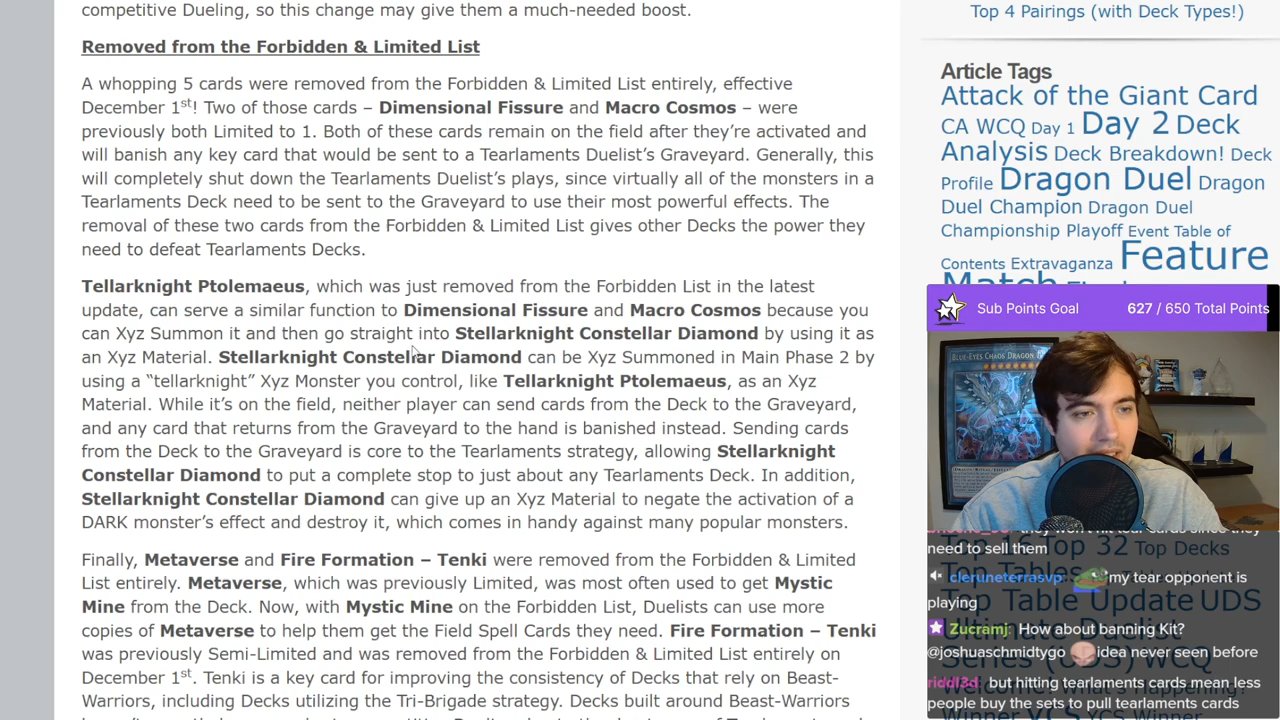 competitive Dueling, so this change may give them a much-needed boost.
Removed from the Forbidden & Limited List
A whopping 5 cards were removed from the Forbidden & Limited List entirely, effective
December 1st! Two of those cards – Dimensional Fissure and Macro Cosmos – were
previously both Limited to 1. Both of these cards remain on the field after they’re activated and
will banish any key card that would be sent to a Tearlaments Duelist’s Graveyard. Generally, this
will completely shut down the Tearlaments Duelist’s plays, since virtually all of the monsters in a
Tearlaments Deck need to be sent to the Graveyard to use their most powerful effects. The
removal of these two cards from the Forbidden & Limited List gives other Decks the power they
need to defeat Tearlaments Decks.
Tellarknight Ptolemaeus, which was just removed from the Forbidden List in the latest
update, can serve a similar function to Dimensional Fissure and Macro Cosmos because you
can Xyz Summon it and then go straight into Stellarknight Constellar Diamond by using it as
an Xyz Material. Stellarknight Constellar Diamond can be Xyz Summoned in Main Phase 2 by
using a “tellarknight” Xyz Monster you control, like Tellarknight Ptolemaeus, as an Xyz
Material. While it’s on the field, neither player can send cards from the Deck to the Graveyard,
and any card that returns from the Graveyard to the hand is banished instead. Sending cards
from the Deck to the Graveyard is core to the Tearlaments strategy, allowing Stellarknight
Constellar Diamond to put a complete stop to just about any Tearlaments Deck. In addition,
Stellarknight Constellar Diamond can give up an Xyz Material to negate the activation of a
DARK monster’s effect and destroy it, which comes in handy against many popular monsters.
Finally, Metaverse and Fire Formation – Tenki were removed from the Forbidden & Limited
List entirely. Metaverse, which was previously Limited, was most often used to get Mystic
Mine from the Deck. Now, with Mystic Mine on the Forbidden List, Duelists can use more
copies of Metaverse to help them get the Field Spell Cards they need. Fire Formation – Tenki
was previously Semi-Limited and was removed from the Forbidden & Limited List entirely on
December 1st. Tenki is a key card for improving the consistency of Decks that rely on Beast-
Warriors, including Decks utilizing the Tri-Brigade strategy. Decks built around Beast-Warriors
Top 4 Pairings (with Deck Types!)
Article Tags
Attack of the Giant Card
CA WCQ Day 1 Day 2 Deck
Analysis Deck Breakdown! Deck
Profile Dragon Duel Dragon
Duel Champion Dragon Duel
Championship Playoff Event Table of
Contents Extravaganza Feature
Match
Sub Points Goal 627 / 650 Total Points
BLUE-EYES CHAOS DRAGON
they won't hit tear cards since they
need to sell them
Top 16 Top 32 Top Decks
cleruneterrasvp: my tear opponent is
playing
Top Table Update UDS
Zucramj: How about banning Kit?
@joshuaschmidtygo idea never seen before
Series (UDS) WCQ
riddl3d: but hitting tearlaments cards mean less
people buy the sets to pull tearlaments cards